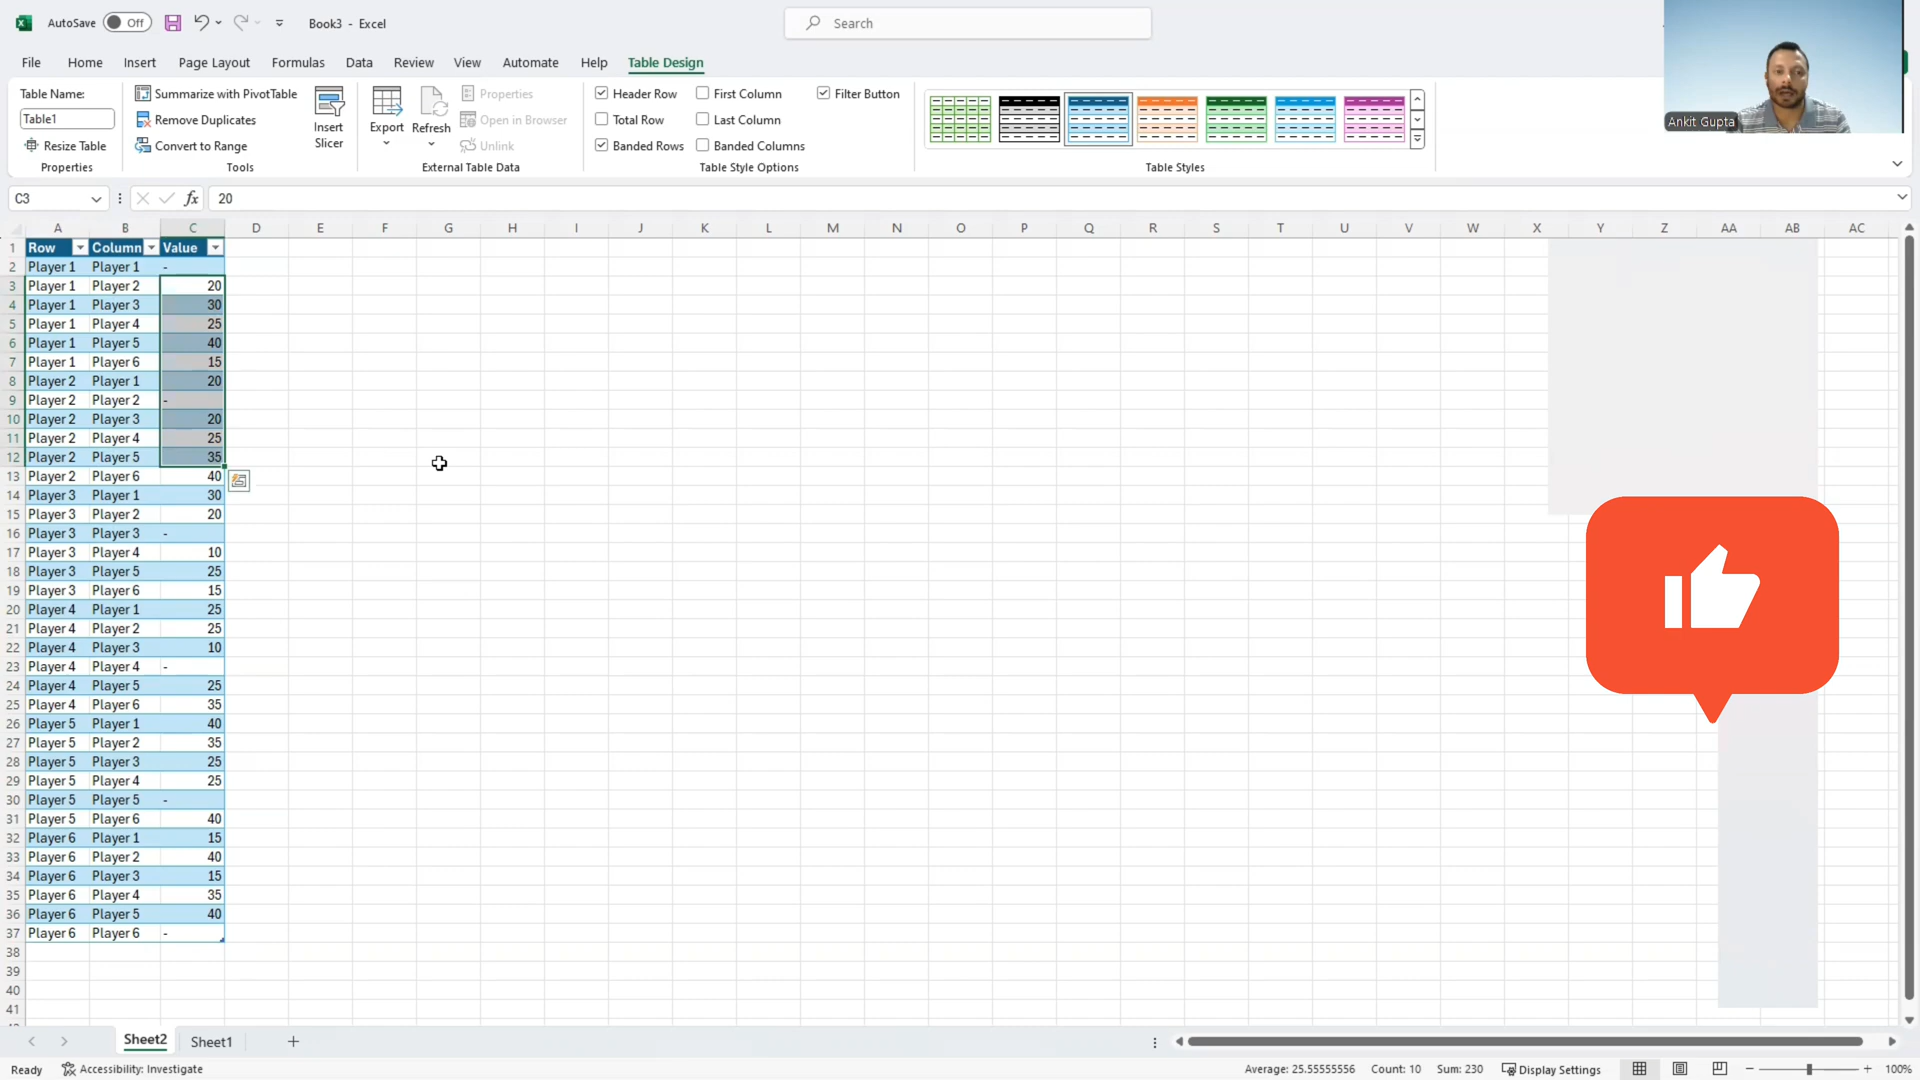 AutoSave Off Book3 - Excel Search
File Home Insert Page Layout Formulas Data Review View Automate Help Table Design
Table Name:
Table1
Resize Table
Properties
Summarize with PivotTable
Remove Duplicates
Convert to Range
Insert
Slicer
Tools
Export Refresh
Properties
Open in Browser
Unlink
External Table Data
Header Row First Column Filter Button
Total Row Last Column
Banded Rows Banded Columns
Table Style Options
Table Styles
Ankit Gupta
C3 fx 20
A B C D E F G H I J K L M N O P Q R S T U V W X Y Z AA AB AC
1 Row Column Value
2 Player 1 Player 1 -
3 Player 1 Player 2 20
4 Player 1 Player 3 30
5 Player 1 Player 4 25
6 Player 1 Player 5 40
7 Player 1 Player 6 15
8 Player 2 Player 1 20
9 Player 2 Player 2 -
10 Player 2 Player 3 20
11 Player 2 Player 4 25
12 Player 2 Player 5 35
13 Player 2 Player 6 40
14 Player 3 Player 1 30
15 Player 3 Player 2 20
16 Player 3 Player 3 -
17 Player 3 Player 4 10
18 Player 3 Player 5 25
19 Player 3 Player 6 15
20 Player 4 Player 1 25
21 Player 4 Player 2 25
22 Player 4 Player 3 10
23 Player 4 Player 4 -
24 Player 4 Player 5 25
25 Player 4 Player 6 35
26 Player 5 Player 1 40
27 Player 5 Player 2 35
28 Player 5 Player 3 25
29 Player 5 Player 4 25
30 Player 5 Player 5 -
31 Player 5 Player 6 40
32 Player 6 Player 1 15
33 Player 6 Player 2 40
34 Player 6 Player 3 15
35 Player 6 Player 4 35
36 Player 6 Player 5 40
37 Player 6 Player 6 -
38
39
40
41
Sheet2 Sheet1
Ready Accessibility: Investigate Average: 25.55555556 Count: 10 Sum: 230 Display Settings 100%